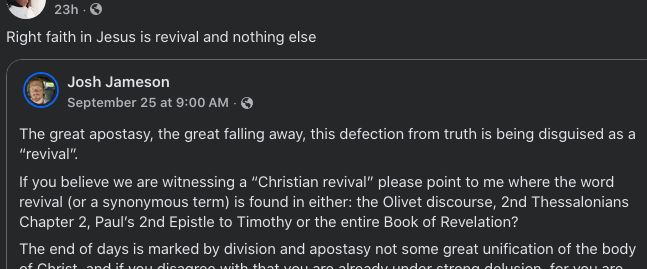 23h ·
Right faith in Jesus is revival and nothing else
Josh Jameson
September 25 at 9:00 AM ·
The great apostasy, the great falling away, this defection from truth is being disguised as a
“revival”.
If you believe we are witnessing a “Christian revival” please point to me where the word
revival (or a synonymous term) is found in either: the Olivet discourse, 2nd Thessalonians
Chapter 2, Paul’s 2nd Epistle to Timothy or the entire Book of Revelation?
The end of days is marked by division and apostasy not some great unification of the body
of Christ, and if you disagree with that you are already under strong delusion, for you are